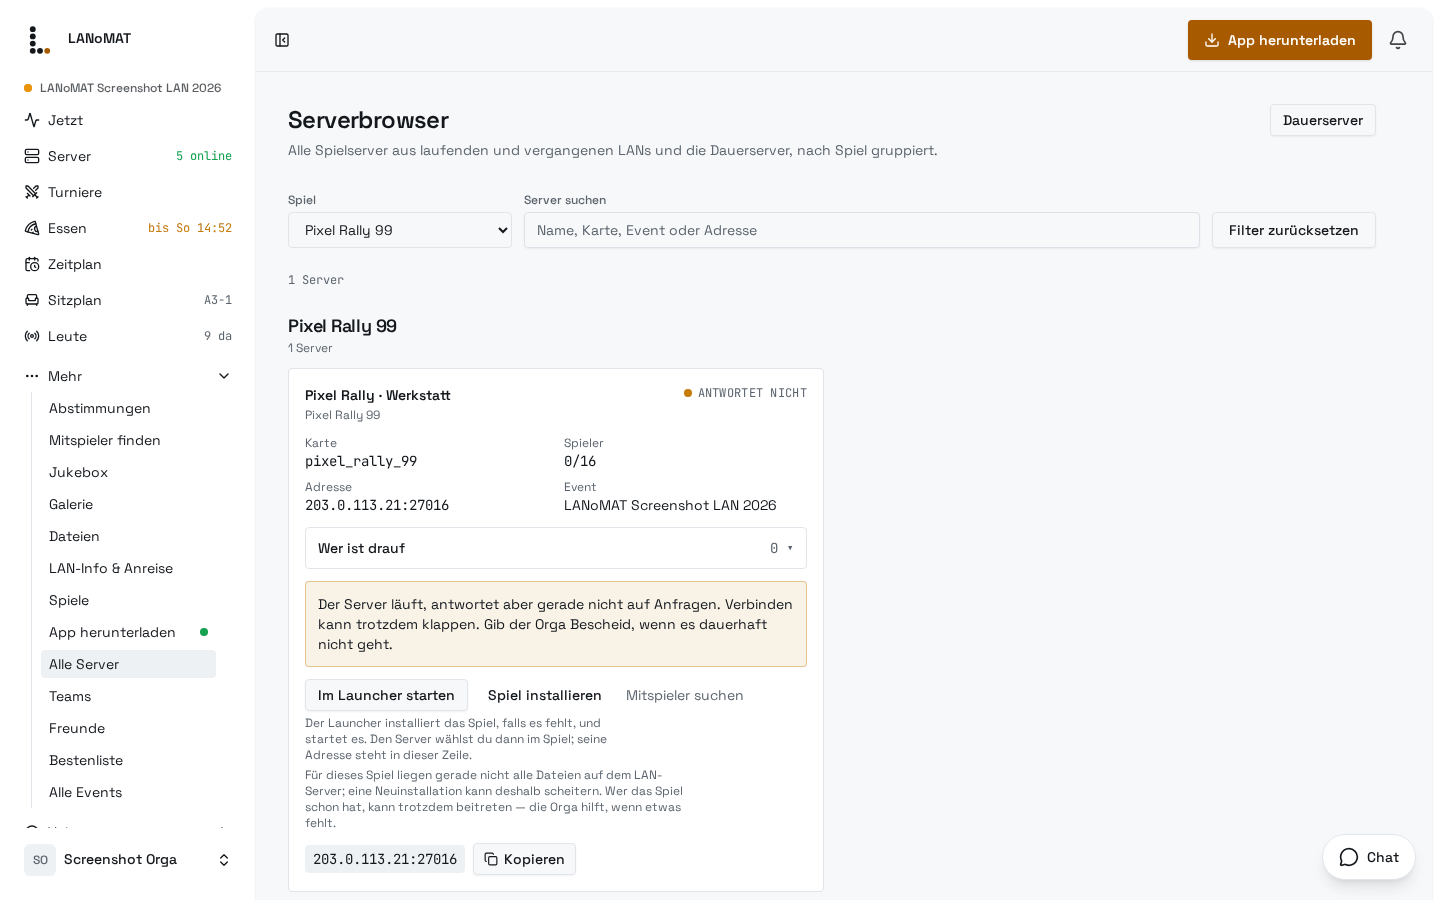 LANoMAT
LANoMAT Screenshot LAN 2026
Jetzt
Server 5 online
Turniere
Essen bis So 14:52
Zeitplan
Sitzplan A3-1
Leute 9 da
Mehr
Abstimmungen
Mitspieler finden
Jukebox
Galerie
Dateien
LAN-Info & Anreise
Spiele
App herunterladen
Alle Server
Teams
Freunde
Bestenliste
Alle Events
SO Screenshot Orga
App herunterladen
Serverbrowser
Dauerserver
Alle Spielserver aus laufenden und vergangenen LANs und die Dauerserver, nach Spiel gruppiert.
Spiel
Server suchen
Pixel Rally 99
Name, Karte, Event oder Adresse
Filter zurücksetzen
1 Server
Pixel Rally 99
1 Server
Pixel Rally · Werkstatt
ANTWORTET NICHT
Pixel Rally 99
Karte
Spieler
pixel_rally_99
0/16
Adresse
Event
203.0.113.21:27016
LANoMAT Screenshot LAN 2026
Wer ist drauf 0
Der Server läuft, antwortet aber gerade nicht auf Anfragen. Verbinden
kann trotzdem klappen. Gib der Orga Bescheid, wenn es dauerhaft
nicht geht.
Im Launcher starten
Spiel installieren
Mitspieler suchen
Der Launcher installiert das Spiel, falls es fehlt, und
startet es. Den Server wählst du dann im Spiel; seine
Adresse steht in dieser Zeile.
Für dieses Spiel liegen gerade nicht alle Dateien auf dem LAN-
Server; eine Neuinstallation kann deshalb scheitern. Wer das Spiel
schon hat, kann trotzdem beitreten — die Orga hilft, wenn etwas
fehlt.
203.0.113.21:27016
Kopieren
Chat